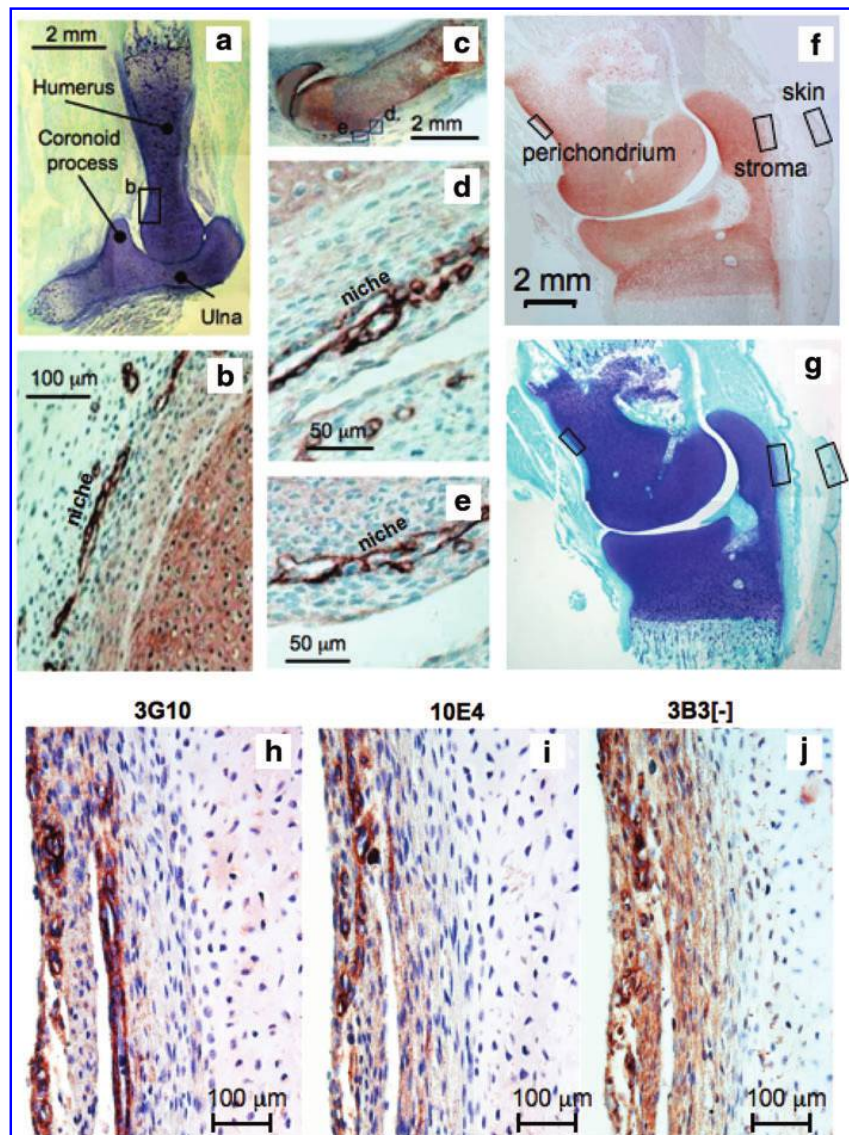 a
2 mm
Humerus
Coronoid
process
b
Ulna
b
100 µm
niche
c
d
e
2 mm
d
niche
50 µm
e
niche
50 µm
f
skin
perichondrium
stroma
2 mm
g
3G10
10E4
3B3[-]
h
100 µm
i
100 µm
j
100 µm